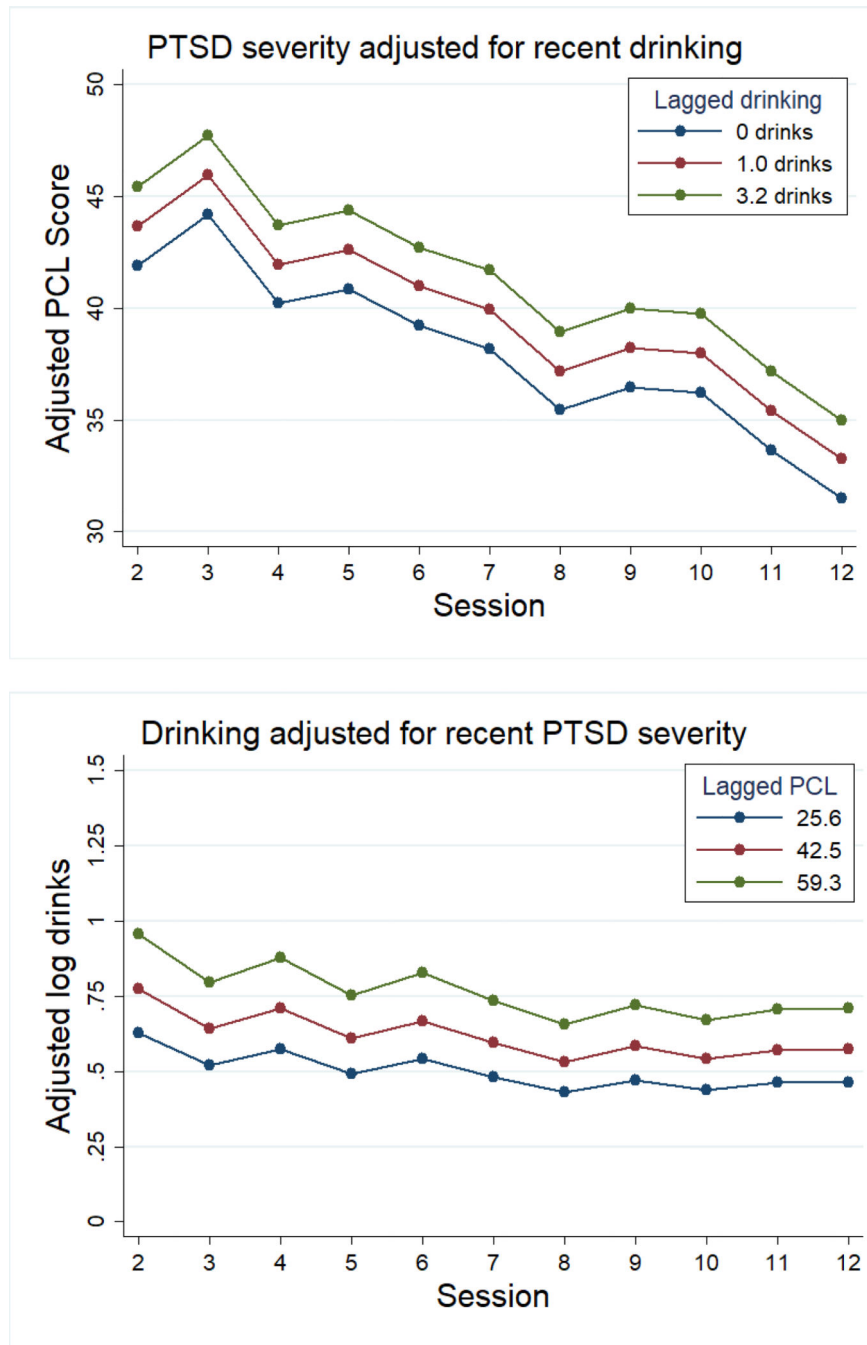 PTSD severity adjusted for recent drinking
Lagged drinking
0 drinks
1.0 drinks
3.2 drinks
Adjusted PCL Score
50
45
40
35
30
2 3 4 5 6 7 8 9 10 11 12
Session
Drinking adjusted for recent PTSD severity
Lagged PCL
25.6
42.5
59.3
Adjusted log drinks
1.5
1.25
1
.75
.5
.25
0
2 3 4 5 6 7 8 9 10 11 12
Session